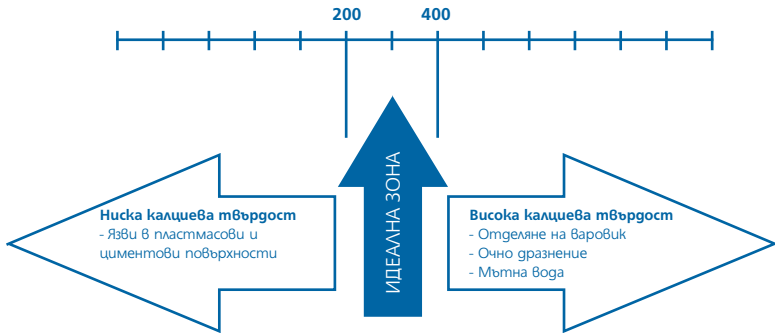 200 400
ИДЕАЛНА ЗОНА
Ниска калциева твърдост
- Язви в пластмасови и
циментови повърхности
Висока калциева твърдост
- Отделяне на варовик
- Очно дразнение
- Мътна вода